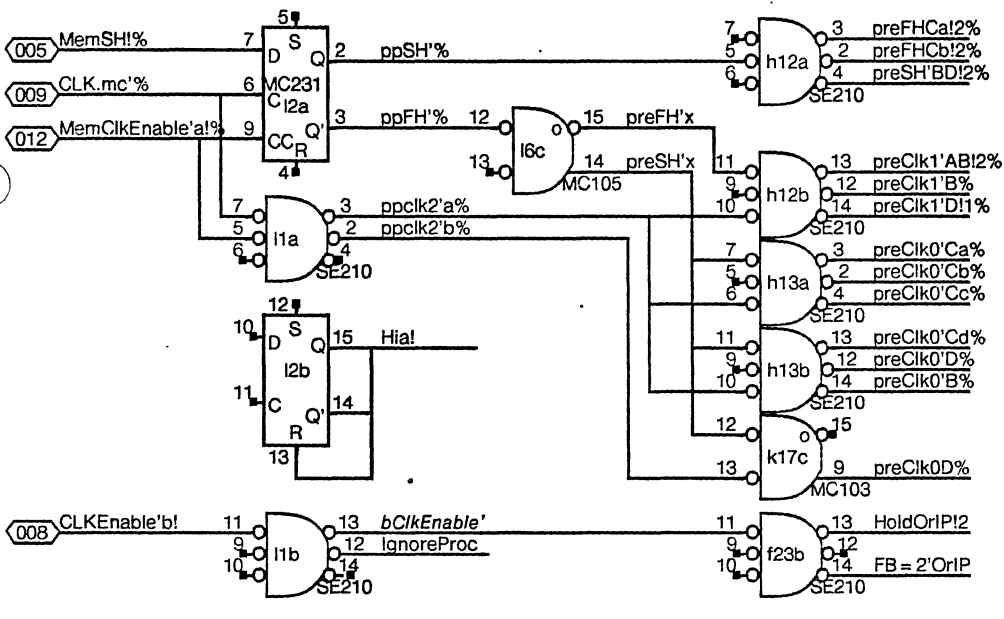 5 7 3 preFHCa!2%
005 MemSH!% 7 D S Q 2 ppSH'% 5 h12a 2 preFHCb!2%
6 4 preSH'BD!2%
009 CLK.mc'% 6 C MC231 l2a SE210
012 MemClkEnable'a!% 9 CC R Q' 3 ppFH'% 12 o 15 preFH'x
4 13 l6c 14 preSH'x 11 13 preClk1'AB!2%
MC105 9 h12b 12 preClk1'B%
7 3 ppclk2'a% 10 14 preClk1'D!1%
5 l1a 2 ppclk2'b% SE210
6 4 7 3 preClk0'Ca%
SE210 5 h13a 2 preClk0'Cb%
12 6 4 preClk0'Cc%
10 D S Q 15 Hia! SE210
l2b 11 13 preClk0'Cd%
9 h13b 12 preClk0'D%
11 C Q' 14 10 14 preClk0'B%
R SE210
13 12 o 15
k17c
13 9 preClk0D%
MC103
008 CLKEnable'b! 11 13 bClkEnable' 11 13 HoldOrIP!2
9 l1b 12 IgnoreProc 9 f23b 12
10 14 10 14 FB = 2'OrIP
SE210 SE210